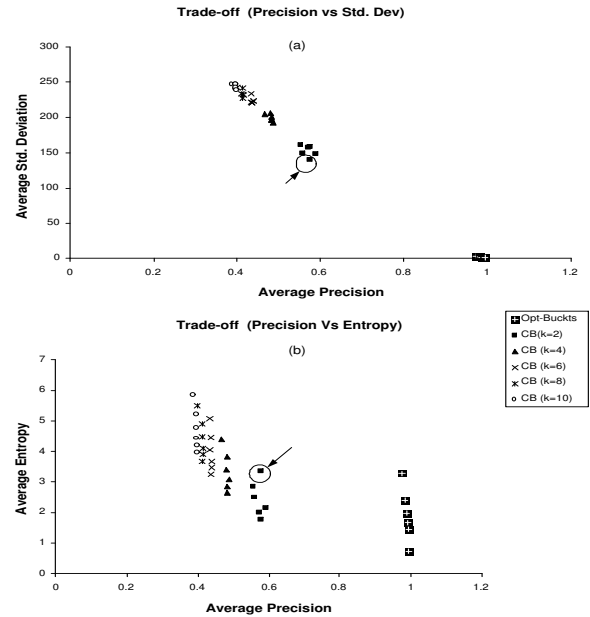 Trade-off (Precision vs Std. Dev)
(a)
300
250
200
150
100
50
0
Average Std. Deviation
0 0.2 0.4 0.6 0.8 1 1.2
Average Precision
Trade-off (Precision Vs Entropy)
(b)
7
6
5
4
3
2
1
0
Average Entropy
0 0.2 0.4 0.6 0.8 1 1.2
Average Precision
Opt-Buckts
CB(k=2)
CB (k=4)
CB (k=6)
CB (k=8)
CB (k=10)